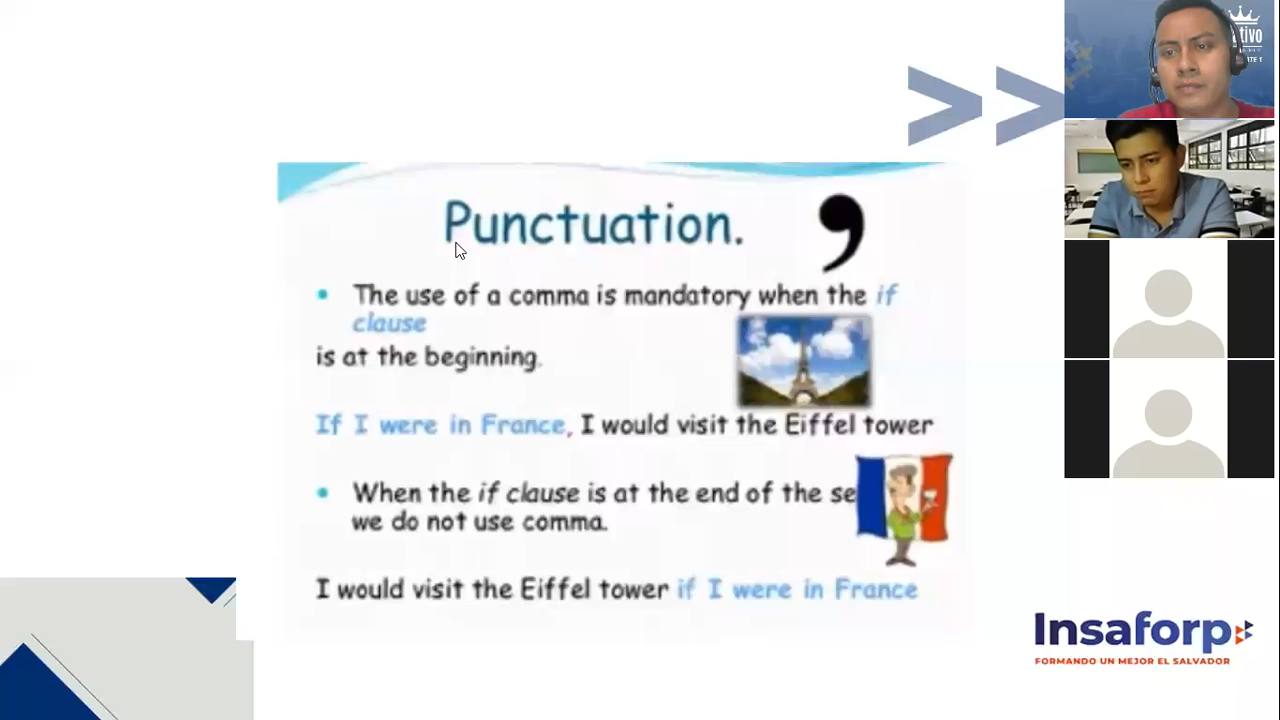 Punctuation. ,
The use of a comma is mandatory when the if
clause
is at the beginning.
If I were in France, I would visit the Eiffel tower
When the if clause is at the end of the se
we do not use comma.
I would visit the Eiffel tower if I were in France
Insaforp
FORMANDO UN MEJOR EL SALVADOR